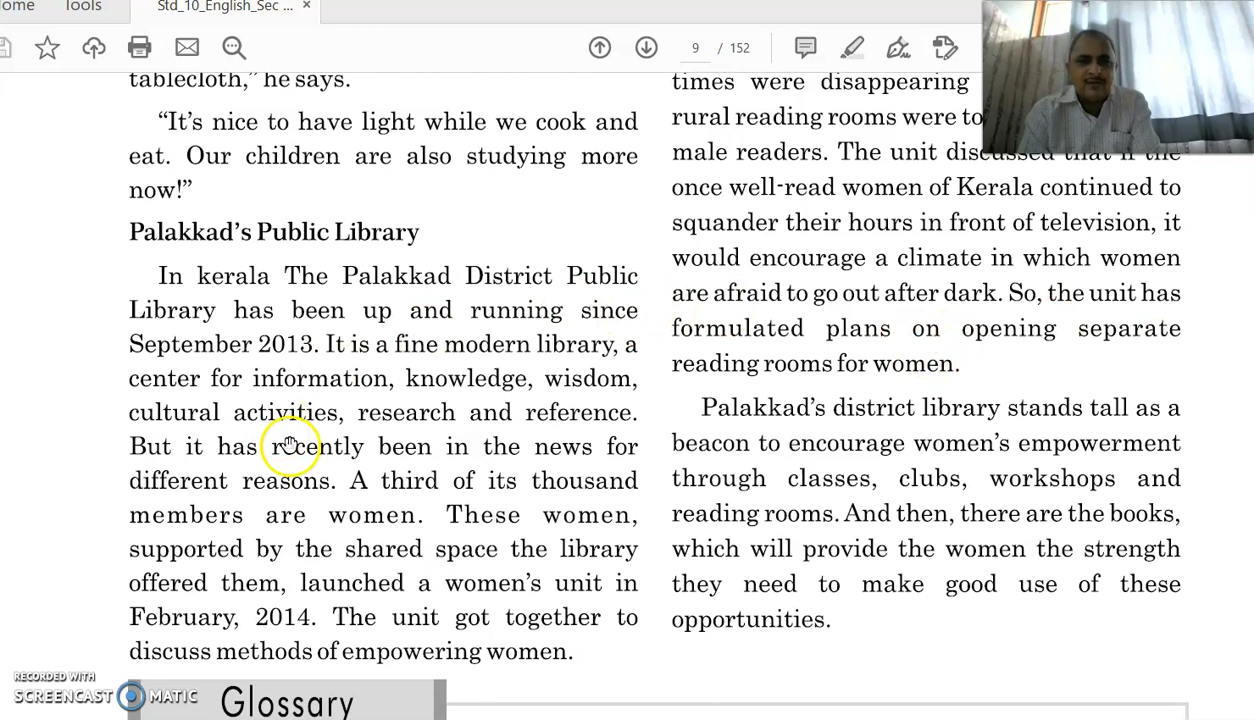 ome
Tools
Std_10_English_Sec ...
×
9 / 152
tablecloth," he says.
"It's nice to have light while we cook and
eat. Our children are also studying more
now!"
Palakkad's Public Library
In kerala The Palakkad District Public
Library has been up and running since
September 2013. It is a fine modern library, a
center for information, knowledge, wisdom,
cultural activities, research and reference.
But it has recently been in the news for
different reasons. A third of its thousand
members are women. These women,
supported by the shared space the library
offered them, launched a women's unit in
February, 2014. The unit got together to
discuss methods of empowering women.
times were disappearing
rural reading rooms were to
male readers. The unit discussed that if the
once well-read women of Kerala continued to
squander their hours in front of television, it
would encourage a climate in which women
are afraid to go out after dark. So, the unit has
formulated plans on opening separate
reading rooms for women.
Palakkad's district library stands tall as a
beacon to encourage women's empowerment
through classes, clubs, workshops and
reading rooms. And then, there are the books,
which will provide the women the strength
they need to make good use of these
opportunities.
Glossary
RECORDED WITH
SCREENCAST MATIC